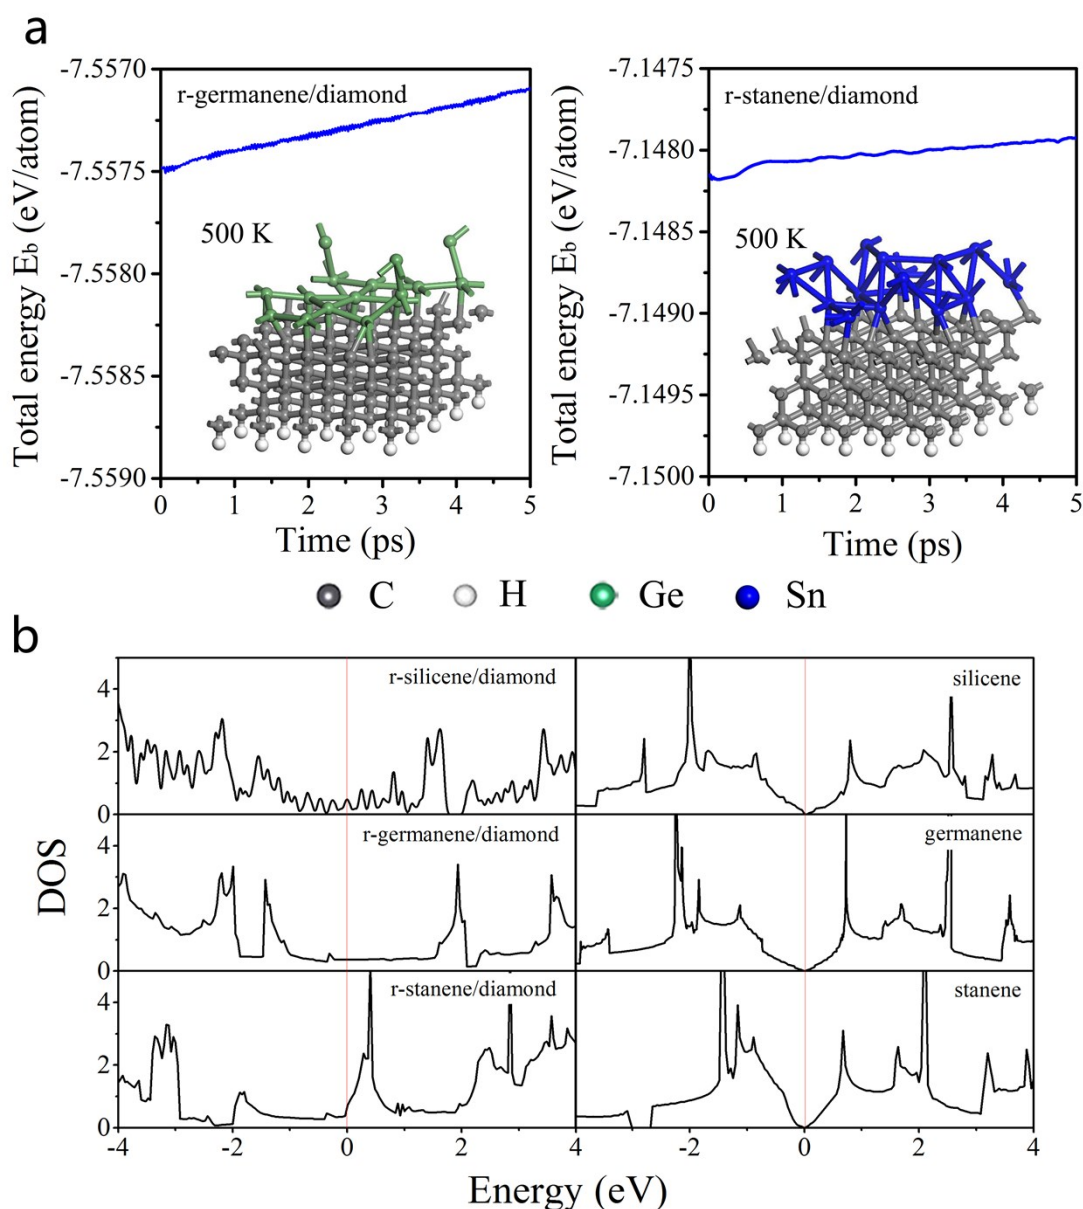 a
r-germanene/diamond
Total energy E_b (eV/atom)
-7.5570
-7.5575
-7.5580
-7.5585
-7.5590
500 K
0 1 2 3 4 5
Time (ps)
r-stanene/diamond
Total energy E_b (eV/atom)
-7.1475
-7.1480
-7.1485
-7.1490
-7.1495
-7.1500
500 K
0 1 2 3 4 5
Time (ps)
C H Ge Sn
b
DOS
r-silicene/diamond
silicene
4
2
0
r-germanene/diamond
germanene
4
2
0
r-stanene/diamond
stanene
4
2
0
-4 -2 0 2 4 -2 0 2 4
Energy (eV)